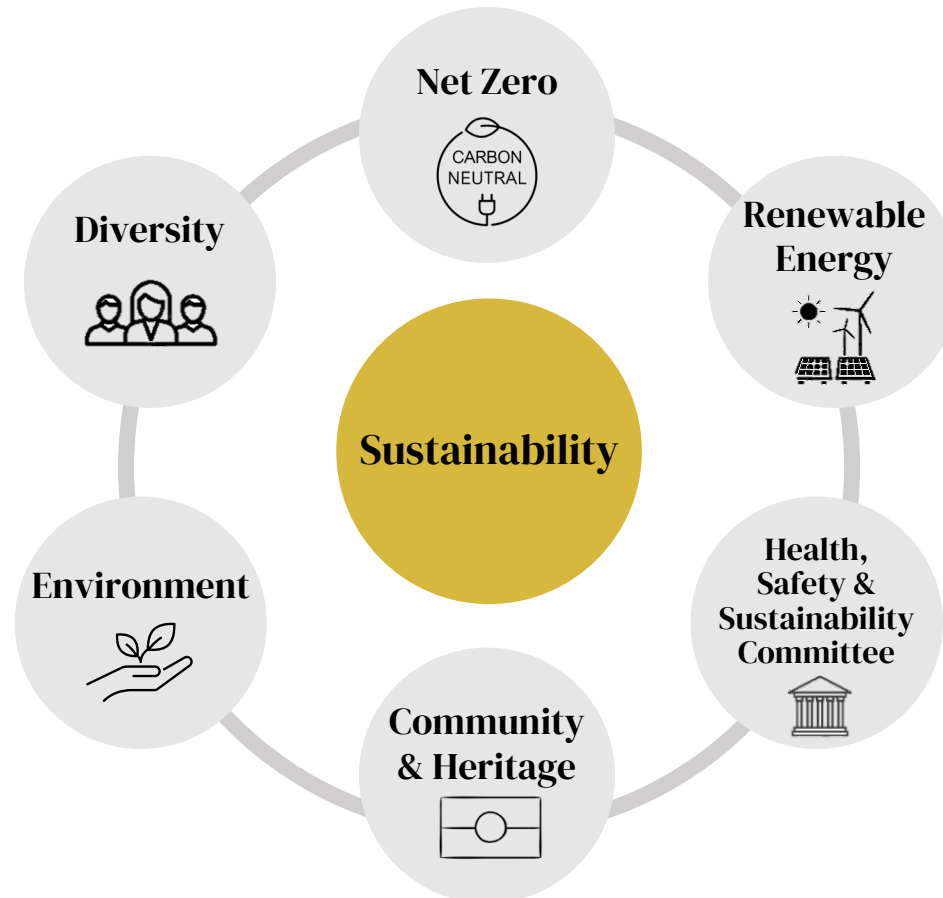 Net Zero
CARBON
NEUTRAL
Renewable
Energy
Health,
Safety &
Sustainability
Committee
Community
& Heritage
Environment
Diversity
Sustainability